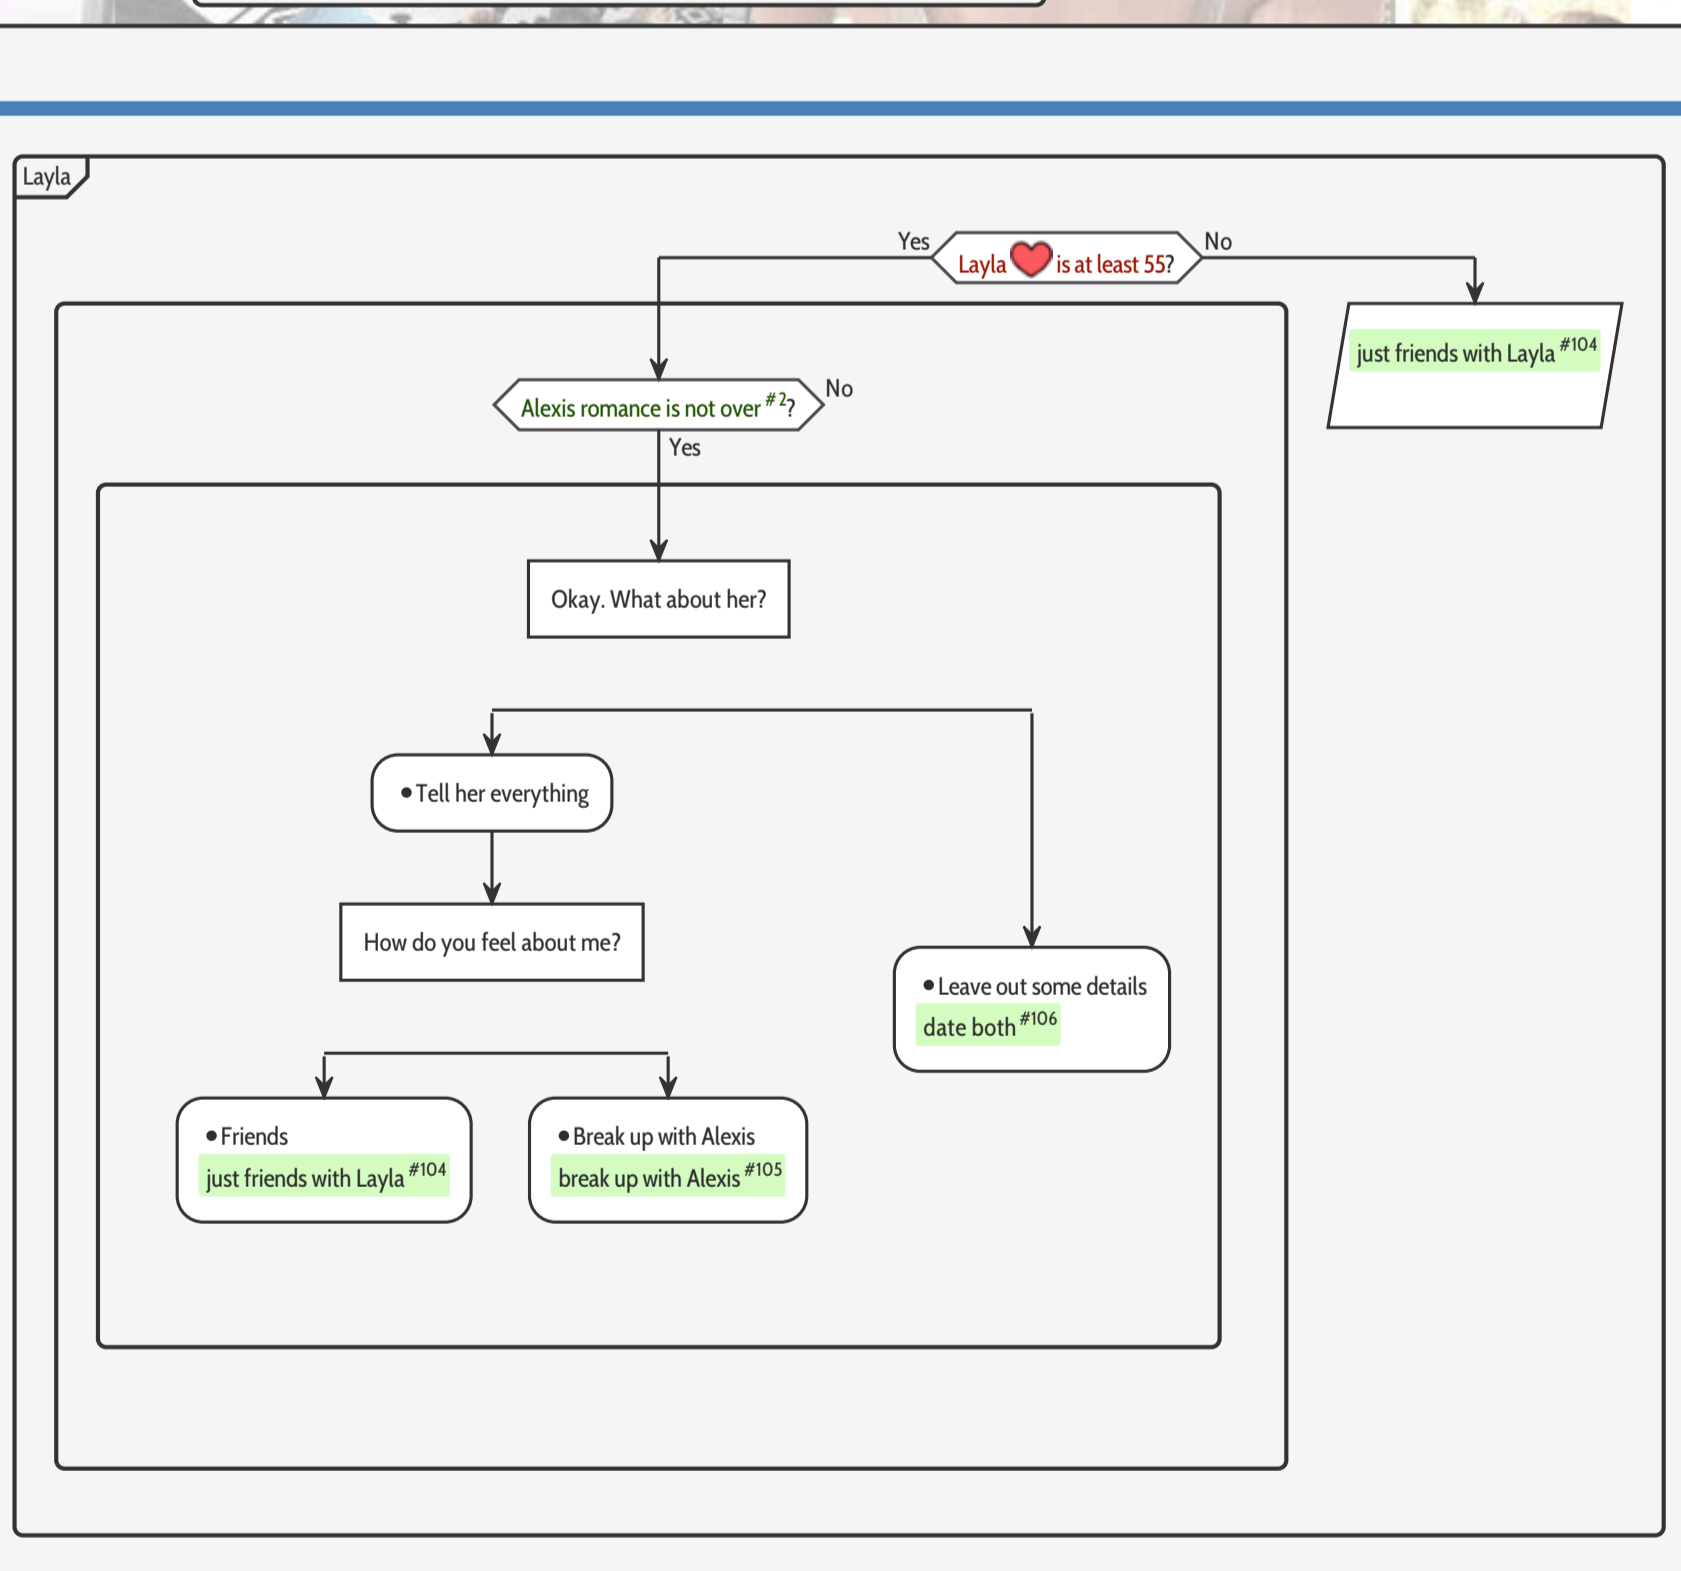 Layla
Yes
Layla ❤️ is at least 55?
No
just friends with Layla #104
Alexis romance is not over #2?
No
Yes
Okay. What about her?
•Tell her everything
How do you feel about me?
•Leave out some details
date both #106
•Friends
just friends with Layla #104
•Break up with Alexis
break up with Alexis #105